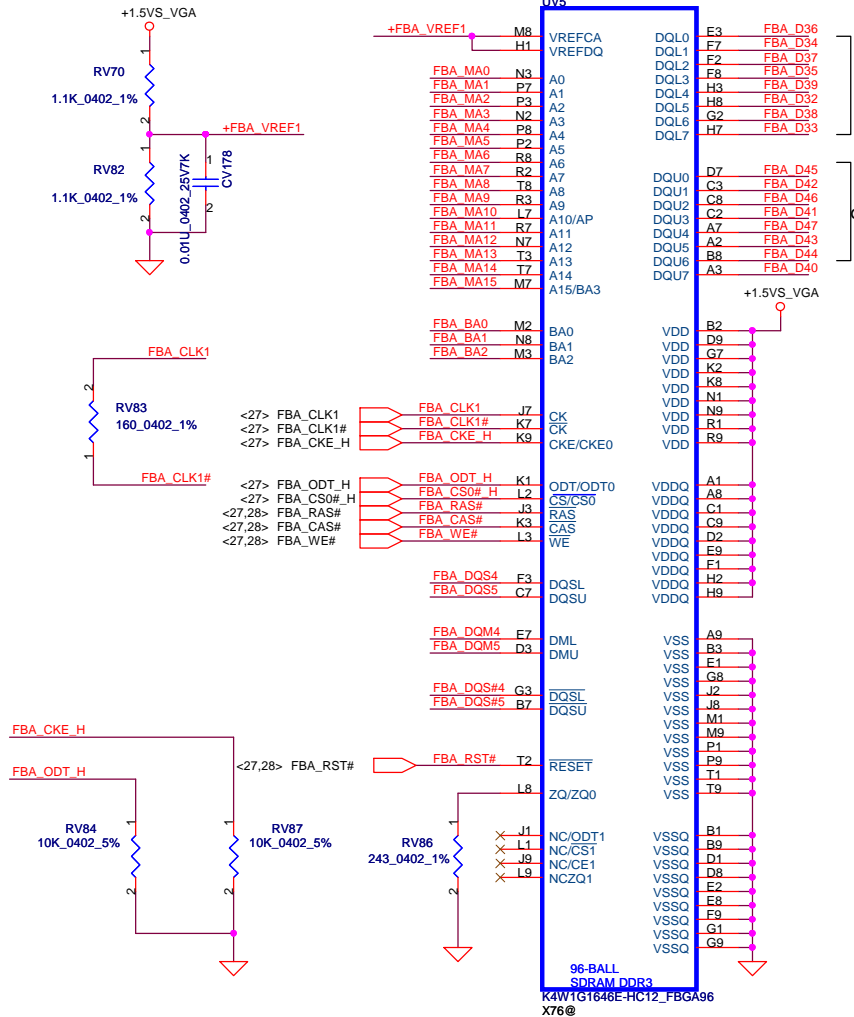 +1.5VS_VGA
1
RV70
1.1K_0402_1%
2
+FBA_VREF1
1
RV82
1.1K_0402_1%
2
1
CV178
0.01U_0402_25V7K
2
FBA_CLK1
2
RV83
160_0402_1%
1
FBA_CLK1#
FBA_CKE_H
FBA_ODT_H
1
RV84
10K_0402_5%
2
1
RV87
10K_0402_5%
2
1
RV86
243_0402_1%
2
UV5
+FBA_VREF1 M8 VREFCA
H1 VREFDQ
FBA_MA0 N3 A0
FBA_MA1 P7 A1
FBA_MA2 P3 A2
FBA_MA3 N2 A3
FBA_MA4 P8 A4
FBA_MA5 P2 A5
FBA_MA6 R8 A6
FBA_MA7 R2 A7
FBA_MA8 T8 A8
FBA_MA9 R3 A9
FBA_MA10 L7 A10/AP
FBA_MA11 R7 A11
FBA_MA12 N7 A12
FBA_MA13 T3 A13
FBA_MA14 T7 A14
FBA_MA15 M7 A15/BA3
FBA_BA0 M2 BA0
FBA_BA1 N8 BA1
FBA_BA2 M3 BA2
<27> FBA_CLK1 FBA_CLK1 J7 CK
<27> FBA_CLK1# FBA_CLK1# K7 CK
<27> FBA_CKE_H FBA_CKE_H K9 CKE/CKE0
<27> FBA_ODT_H FBA_ODT_H K1 ODT/ODT0
<27> FBA_CS0#_H FBA_CS0#_H L2 CS/CS0
<27,28> FBA_RAS# FBA_RAS# J3 RAS
<27,28> FBA_CAS# FBA_CAS# K3 CAS
<27,28> FBA_WE# FBA_WE# L3 WE
FBA_DQS4 F3 DQSL
FBA_DQS5 C7 DQSU
FBA_DQM4 E7 DML
FBA_DQM5 D3 DMU
FBA_DQS#4 G3 DQSL
FBA_DQS#5 B7 DQSU
<27,28> FBA_RST# FBA_RST# T2 RESET
L8 ZQ/ZQ0
J1 NC/ODT1
L1 NC/CS1
J9 NC/CE1
L9 NCZQ1
DQL0 E3 FBA_D36
DQL1 F7 FBA_D34
DQL2 F2 FBA_D37
DQL3 F8 FBA_D35
DQL4 H3 FBA_D39
DQL5 H8 FBA_D32
DQL6 G2 FBA_D38
DQL7 H7 FBA_D33
DQU0 D7 FBA_D45
DQU1 C3 FBA_D42
DQU2 C8 FBA_D46
DQU3 C2 FBA_D41
DQU4 A7 FBA_D47
DQU5 A2 FBA_D43
DQU6 B8 FBA_D44
DQU7 A3 FBA_D40
+1.5VS_VGA
VDD B2
VDD D9
VDD G7
VDD K2
VDD K8
VDD N1
VDD N9
VDD R1
VDD R9
VDDQ A1
VDDQ A8
VDDQ C1
VDDQ C9
VDDQ D2
VDDQ E9
VDDQ F1
VDDQ H2
VDDQ H9
VSS A9
VSS B3
VSS E1
VSS G8
VSS J2
VSS J8
VSS M1
VSS M9
VSS P1
VSS P9
VSS T1
VSS T9
VSSQ B1
VSSQ B9
VSSQ D1
VSSQ D8
VSSQ E2
VSSQ E8
VSSQ F9
VSSQ G1
VSSQ G9
96-BALL
SDRAM DDR3
K4W1G1646E-HC12_FBGA96
X76@